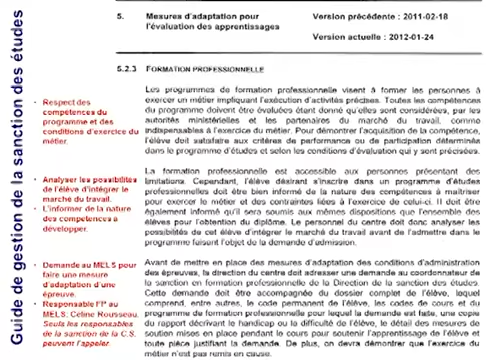 Guide de gestion de la sanction des études
5. Mesures d'adaptation pour
l'évaluation des apprentissages
Version précédente : 2011-02-18
Version actuelle : 2012-01-24
5.2.3 FORMATION PROFESSIONNELLE
Les programmes de formation professionnelle visent à former les personnes à
exercer un métier impliquant l'exécution d'activités précises. Toutes les compétences
du programme doivent être évaluées étant donné qu'elles sont considérées, par les
autorités ministérielles et les partenaires du marché du travail, comme
indispensables à l'exercice du métier. Pour démontrer l'acquisition de la compétence,
l'élève doit satisfaire aux critères de performance ou de participation déterminés
dans le programme d'études et selon les conditions d'évaluation qui y sont précisées.
- Respect des
compétences du
programme et des
conditions d'exercice du
métier.
La formation professionnelle est accessible aux personnes présentant des
limitations. Cependant, l'élève désirant s'inscrire dans un programme d'études
professionnelles doit être bien informé de la nature des compétences à maîtriser
pour exercer le métier et des contraintes liées à l'exercice de celui-ci. Il doit être
également informé qu'il sera soumis aux mêmes dispositions que l'ensemble des
élèves pour l'obtention du diplôme. Le personnel du centre doit donc analyser les
possibilités de cet élève d'intégrer le marché du travail avant de l'admettre dans le
programme faisant l'objet de la demande d'admission.
- Analyser les possibilités
de l'élève d'intégrer le
marché du travail.
- L'informer de la nature
des compétences à
développer.
Avant de mettre en place des mesures d'adaptation des conditions d'administration
des épreuves, la direction du centre doit adresser une demande au coordonnateur de
la sanction en formation professionnelle de la Direction de la sanction des études.
Cette demande doit être accompagnée du dossier complet de l'élève, lequel
comprend, entre autres, le code permanent de l'élève, les codes de cours et du
programme de formation professionnelle pour lequel la demande est faite, une copie
du rapport décrivant le handicap ou la difficulté de l'élève, le détail des mesures de
soutien mises en place pendant le cours pour soutenir l'apprentissage de l'élève et
toute pièce justifiant la demande. De plus, on devra démontrer que l'exercice du
métier n'est pas remis en cause.
- Demande au MELS pour
faire une mesure
d'adaptation d'une
épreuve.
- Responsable FP au
MELS: Céline Rousseau.
Seuls les responsables
de la sanction de la C.S.
peuvent l'appeler.